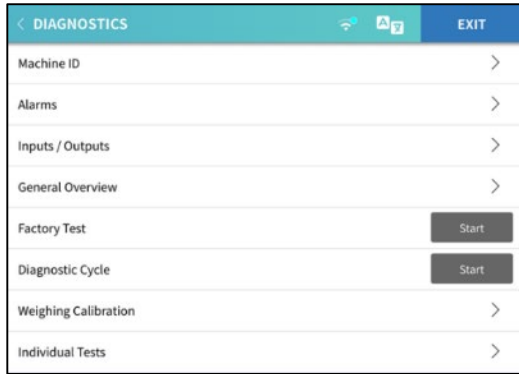 DIAGNOSTICS EXIT
Machine ID
Alarms
Inputs / Outputs
General Overview
Factory Test Start
Diagnostic Cycle Start
Weighing Calibration
Individual Tests